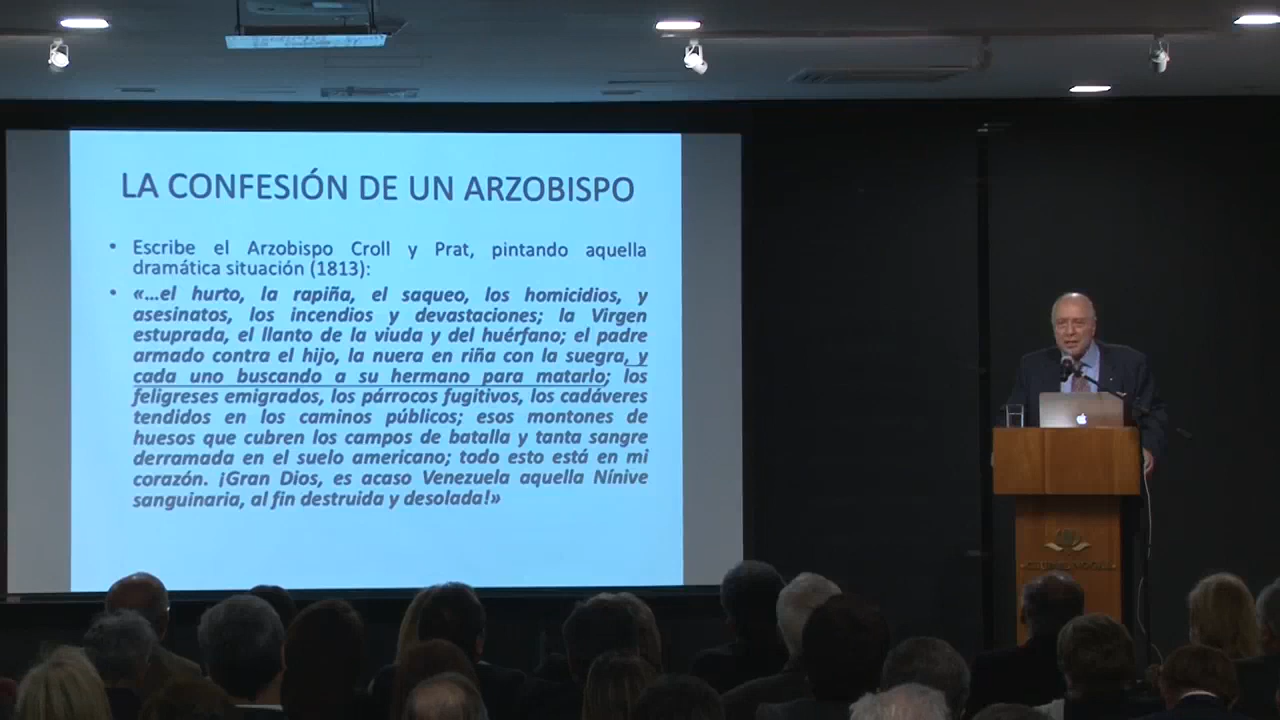 LA CONFESIÓN DE UN ARZOBISPO
• Escribe el Arzobispo Croll y Prat, pintando aquella
dramática situación (1813):
• «...el hurto, la rapiña, el saqueo, los homicidios, y
asesinatos, los incendios y devastaciones; la Virgen
estuprada, el llanto de la viuda y del huérfano; el padre
armado contra el hijo, la nuera en riña con la suegra, y
cada uno buscando a su hermano para matarlo; los
feligreses emigrados, los párrocos fugitivos, los cadáveres
tendidos en los caminos públicos; esos montones de
huesos que cubren los campos de batalla y tanta sangre
derramada en el suelo americano; todo esto está en mi
corazón. ¡Gran Dios, es acaso Venezuela aquella Nínive
sanguinaria, al fin destruida y desolada!»